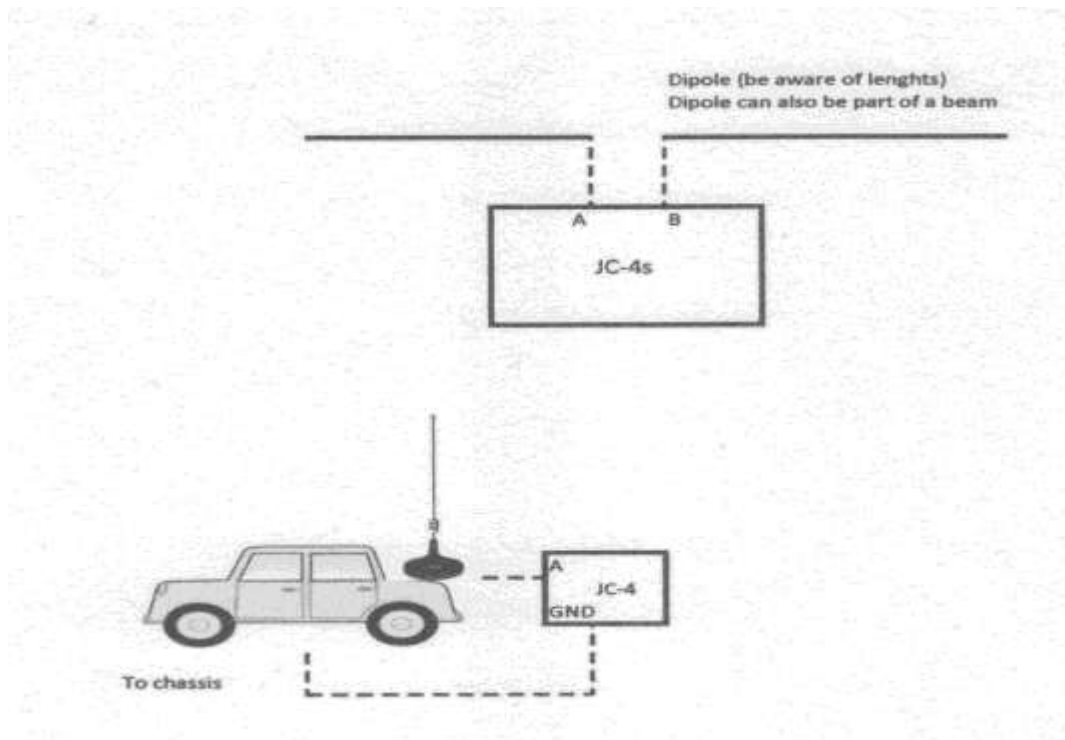 Dipole (be aware of lenghts)
Dipole can also be part of a beam
A B
JC-4s
A
JC-4
GND
To chassis